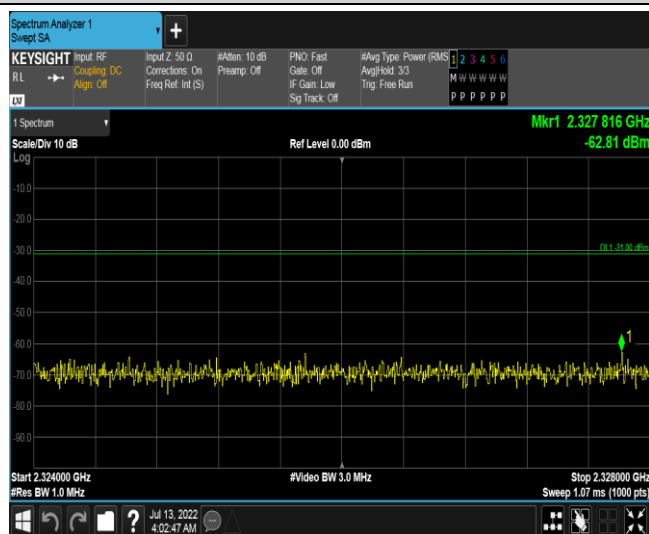 Spectrum Analyzer 1
Swept SA
+
KEYSIGHT Input: RF Input Z: 50 Ω #Atten: 10 dB PNO: Fast #Avg Type: Power (RMS 1 2 3 4 5 6
RL Coupling: DC Corrections: On Preamp: Off Gate: Off Avg|Hold: 3/3 M W W W W W
Align: Off Freq Ref: Int (S) IF Gain: Low Trig: Free Run
Sig Track: Off P P P P P P
LXI
1 Spectrum Mkr1 2.327 816 GHz
Scale/Div 10 dB Ref Level 0.00 dBm -62.81 dBm
Log
-10.0
-20.0
DL1 -31.00 dBm
-30.0
-40.0
-50.0
1
-60.0
-70.0
-80.0
-90.0
Start 2.324000 GHz #Video BW 3.0 MHz Stop 2.328000 GHz
#Res BW 1.0 MHz Sweep 1.07 ms (1000 pts)
? Jul 13, 2022
4:02:47 AM